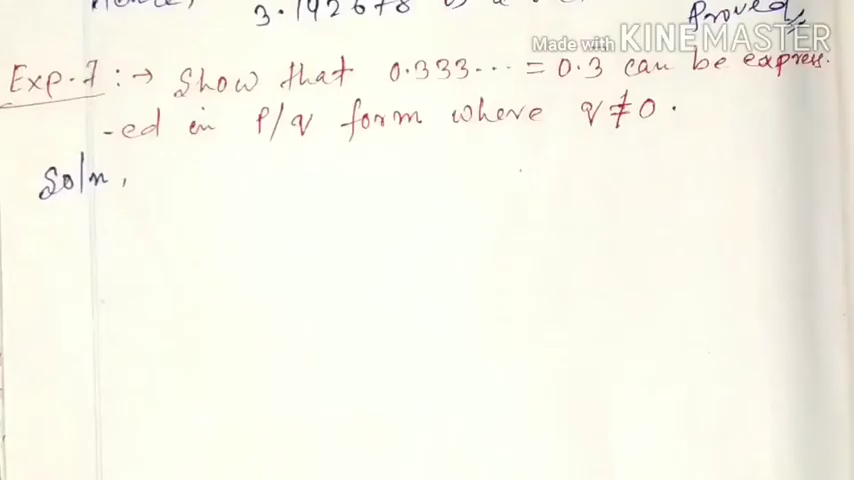 3.142678
Proved,
Made with KINEMASTER
Exp.7 :→ Show that 0.333... = 0.3 can be express.
-ed in P/q form where q ≠ 0.
Soln,